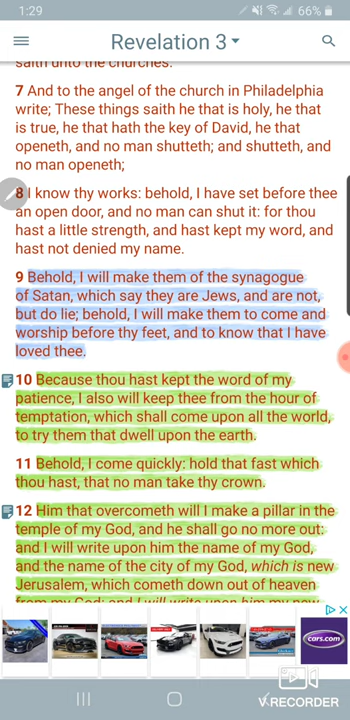 1:29
66%
Revelation 3
saith unto the churches.
7 And to the angel of the church in Philadelphia
write; These things saith he that is holy, he that
is true, he that hath the key of David, he that
openeth, and no man shutteth; and shutteth, and
no man openeth;
8 I know thy works: behold, I have set before thee
an open door, and no man can shut it: for thou
hast a little strength, and hast kept my word, and
hast not denied my name.
9 Behold, I will make them of the synagogue
of Satan, which say they are Jews, and are not,
but do lie; behold, I will make them to come and
worship before thy feet, and to know that I have
loved thee.
10 Because thou hast kept the word of my
patience, I also will keep thee from the hour of
temptation, which shall come upon all the world,
to try them that dwell upon the earth.
11 Behold, I come quickly: hold that fast which
thou hast, that no man take thy crown.
12 Him that overcometh will I make a pillar in the
temple of my God, and he shall go no more out:
and I will write upon him the name of my God,
and the name of the city of my God, which is new
Jerusalem, which cometh down out of heaven
from my God: and I will write upon him my new
cars.com
V.RECORDER